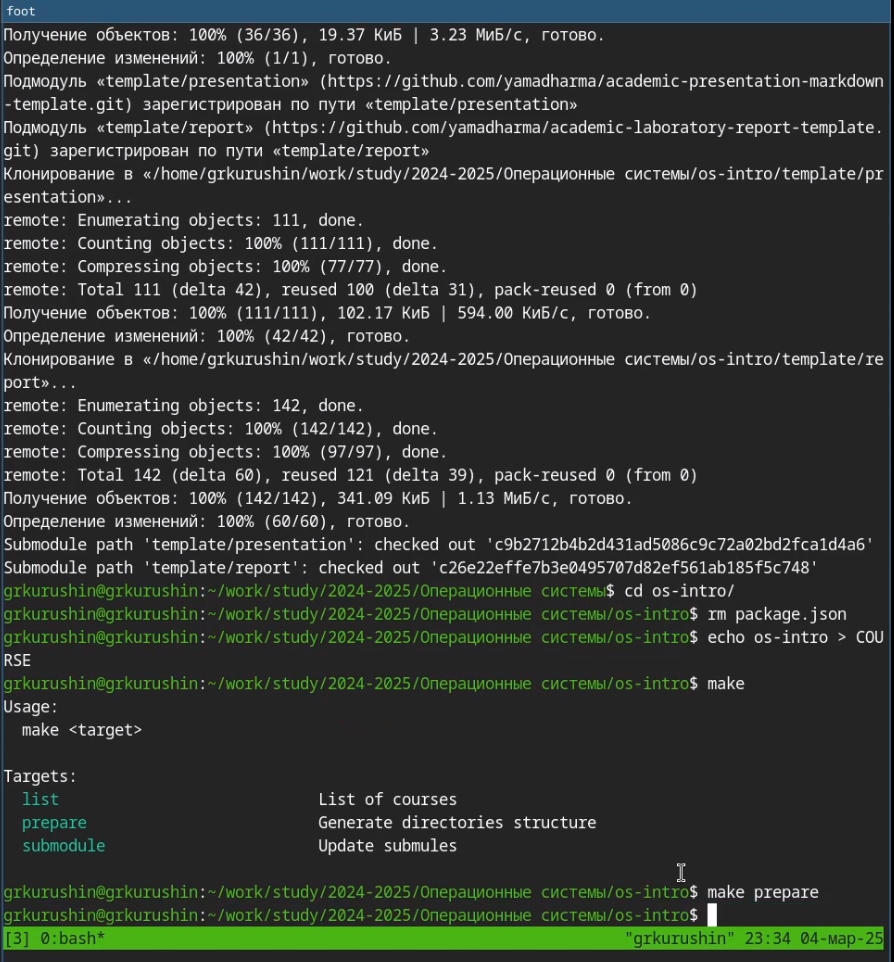 foot
Получение объектов: 100% (36/36), 19.37 КиБ | 3.23 МиБ/с, готово.
Определение изменений: 100% (1/1), готово.
Подмодуль «template/presentation» (https://github.com/yamadharma/academic-presentation-markdown
-template.git) зарегистрирован по пути «template/presentation»
Подмодуль «template/report» (https://github.com/yamadharma/academic-laboratory-report-template.
git) зарегистрирован по пути «template/report»
Клонирование в «/home/grkurushin/work/study/2024-2025/Операционные системы/os-intro/template/pr
esentation»...
remote: Enumerating objects: 111, done.
remote: Counting objects: 100% (111/111), done.
remote: Compressing objects: 100% (77/77), done.
remote: Total 111 (delta 42), reused 100 (delta 31), pack-reused 0 (from 0)
Получение объектов: 100% (111/111), 102.17 КиБ | 594.00 КиБ/с, готово.
Определение изменений: 100% (42/42), готово.
Клонирование в «/home/grkurushin/work/study/2024-2025/Операционные системы/os-intro/template/re
port»...
remote: Enumerating objects: 142, done.
remote: Counting objects: 100% (142/142), done.
remote: Compressing objects: 100% (97/97), done.
remote: Total 142 (delta 60), reused 121 (delta 39), pack-reused 0 (from 0)
Получение объектов: 100% (142/142), 341.09 КиБ | 1.13 МиБ/с, готово.
Определение изменений: 100% (60/60), готово.
Submodule path 'template/presentation': checked out 'c9b2712b4b2d431ad5086c9c72a02bd2fca1d4a6'
Submodule path 'template/report': checked out 'c26e22effe7b3e0495707d82ef561ab185f5c748'
grkurushin@grkurushin:~/work/study/2024-2025/Операционные системы$ cd os-intro/
grkurushin@grkurushin:~/work/study/2024-2025/Операционные системы/os-intro$ rm package.json
grkurushin@grkurushin:~/work/study/2024-2025/Операционные системы/os-intro$ echo os-intro > COU
RSE
grkurushin@grkurushin:~/work/study/2024-2025/Операционные системы/os-intro$ make
Usage:
  make <target>
Targets:
  list                            List of courses
  prepare                         Generate directories structure
  submodule                       Update submules
grkurushin@grkurushin:~/work/study/2024-2025/Операционные системы/os-intro$ make prepare
grkurushin@grkurushin:~/work/study/2024-2025/Операционные системы/os-intro$
[3] 0:bash* "grkurushin" 23:34 04-мар-25